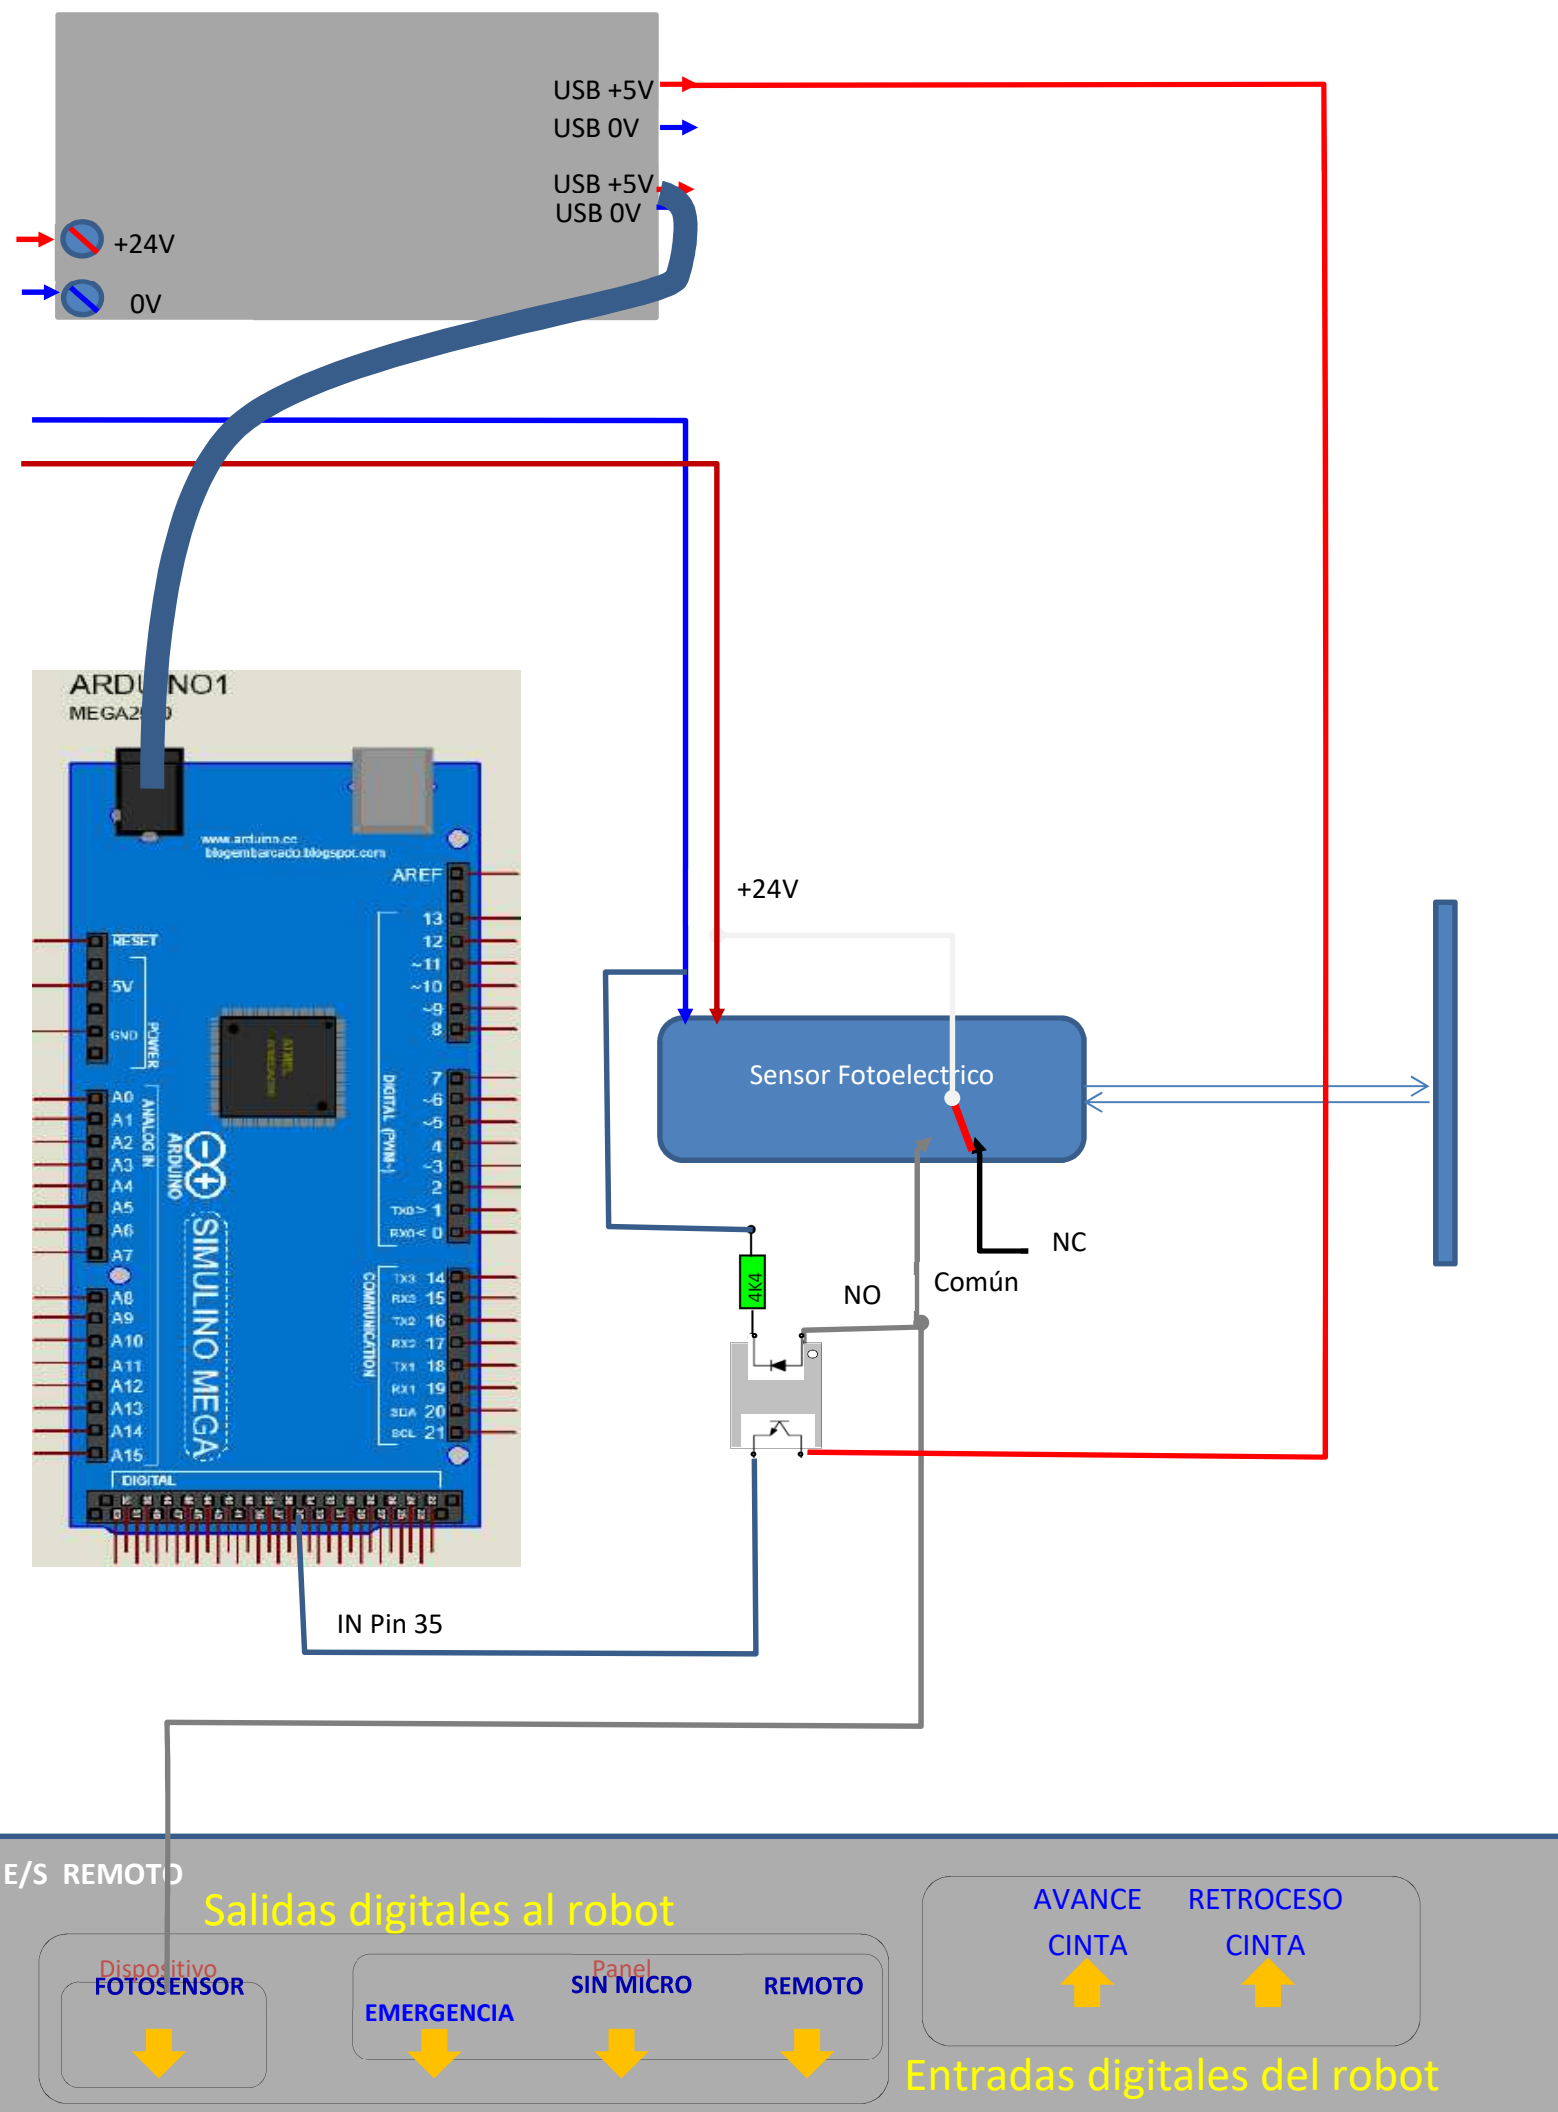 USB +5V
USB 0V
USB +5V
USB 0V
+24V
0V
ARDUINO1
www.arduino.cc
blogembarcado.blogspot.com
AREF
13
12
~11
~10
~9
8
RESET
5V
GND
POWER
7
~6
~5
4
~3
2
TX0> 1
RX0< 0
DIGITAL (PWM~)
A0
A1
A2
A3
A4
A5
A6
A7
ANALOG IN
ARDUINO
SIMULINO MEGA
TX3 14
RX3 15
TX2 16
RX2 17
TX1 18
RX1 19
SDA 20
SCL 21
COMMUNICATION
A8
A9
A10
A11
A12
A13
A14
A15
DIGITAL
+24V
Sensor Fotoelectrico
NC
Común
NO
4K4
IN Pin 35
E/S REMOTO
Salidas digitales al robot
Dispositivo
FOTOSENSOR
Panel
EMERGENCIA
SIN MICRO
REMOTO
AVANCE
CINTA
RETROCESO
CINTA
Entradas digitales del robot